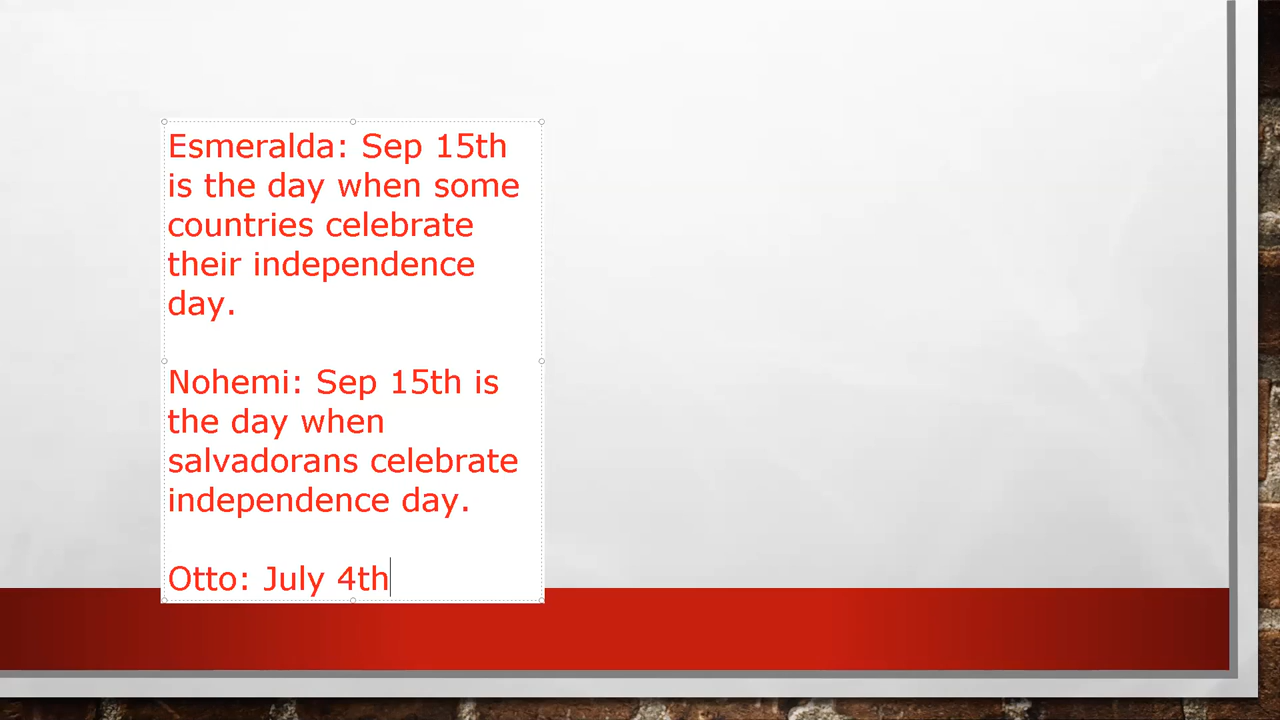 Esmeralda: Sep 15th
is the day when some
countries celebrate
their independence
day.
Nohemi: Sep 15th is
the day when
salvadorans celebrate
independence day.
Otto: July 4th